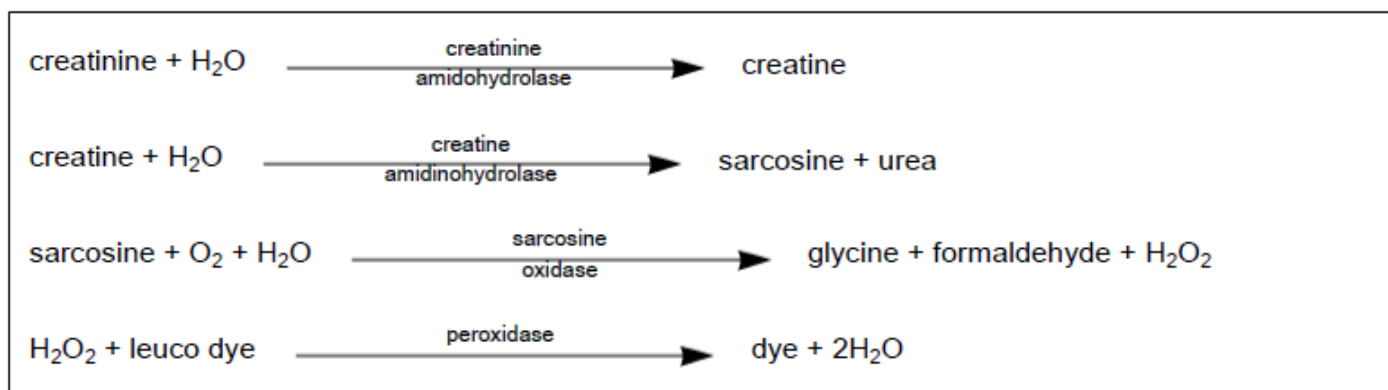 creatinine + H₂O creatinine amidohydrolase creatine
creatine + H₂O creatine amidinohydrolase sarcosine + urea
sarcosine + O₂ + H₂O sarcosine oxidase glycine + formaldehyde + H₂O₂
H₂O₂ + leuco dye peroxidase dye + 2H₂O